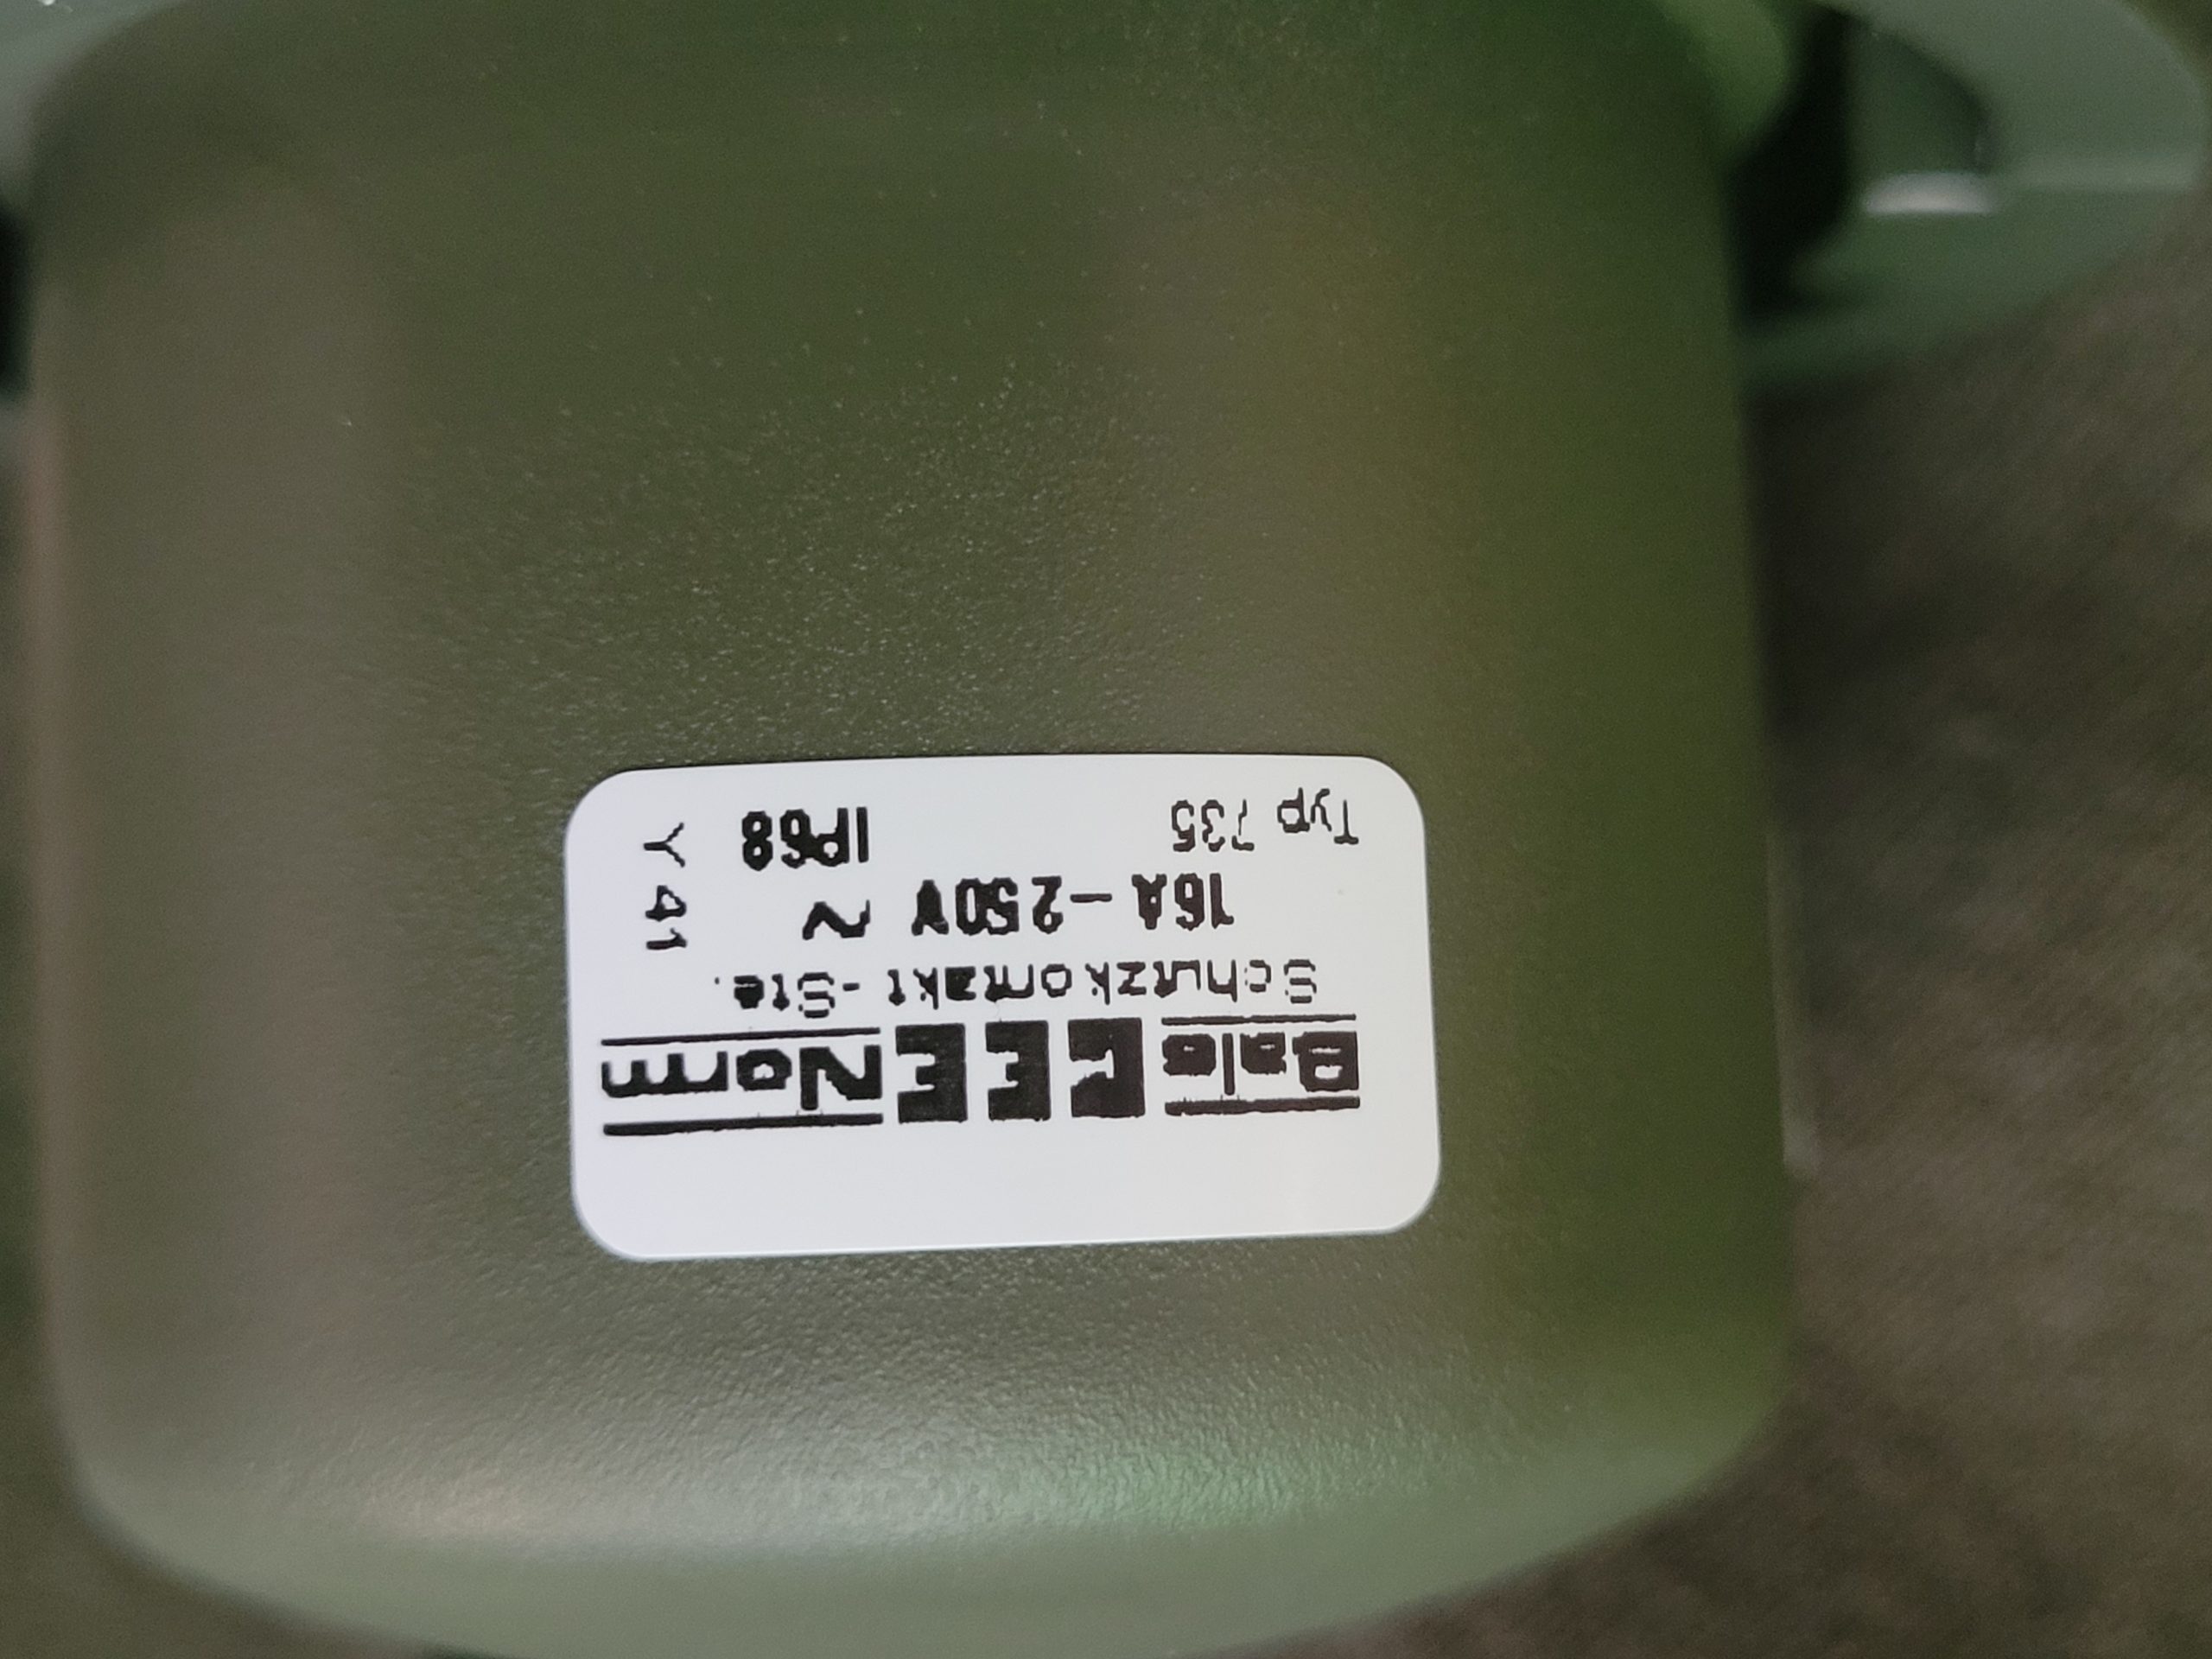 Bals CEE Norm
Schutzkontakt-Ste.
16A-250V ~
Typ 735 IP68
Y 41